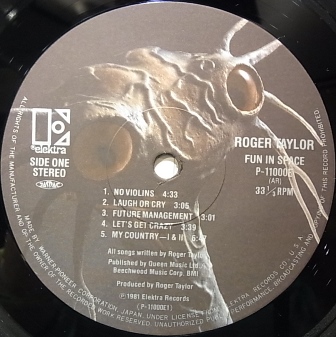 ROGER TAYLOR
FUN IN SPACE
P-11000E
(AR)
33 1/3 RPM
elektra
SIDE ONE
STEREO
1. NO VIOLINS 4:33
2. LAUGH OR CRY 3:06
3. FUTURE MANAGEMENT 3:01
4. LET'S GET CRAZY 3:39
5. MY COUNTRY—I & II 6:47
All songs written by Roger Taylor
Published by Queen Music Ltd.
Beechwood Music Corp. BMI
Produced by Roger Taylor
℗1981 Elektra Records
(P-11000E1)
ALL RIGHTS OF THE MANUFACTURER AND OF THE OWNER OF THE RECORDED WORK RESERVED. UNAUTHORIZED PUBLIC PERFORMANCE, BROADCASTING AND COPYING OF THIS RECORD PROHIBITED.
MADE BY WARNER-PIONEER CORPORATION, JAPAN, UNDER LICENCE FROM ELEKTRA RECORDS, U.S.A.